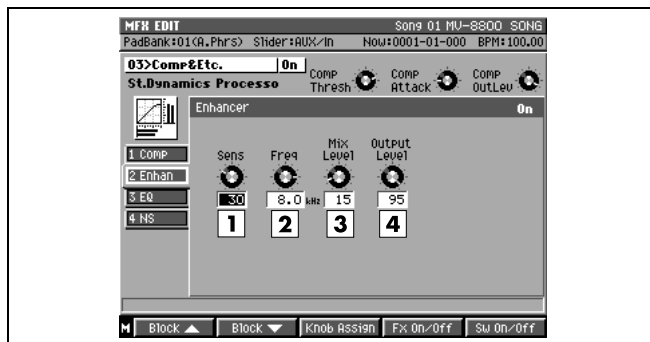 MFX EDIT Song 01 MV-8800 SONG
PadBank:01(A.Phrs) Slider:AUX/In Now:0001-01-000 BPM:100.00
03>Comp&Etc. On
St.Dynamics Processo
Comp Thresh
Comp Attack
Comp OutLev
Enhancer On
1 Comp
2 Enhan
3 EQ
4 NS
Sens Freq Mix Level Output Level
30 8.0 kHz 15 95
1 2 3 4
M Block ▲ Block ▼ Knob Assign Fx On/Off Sw On/Off